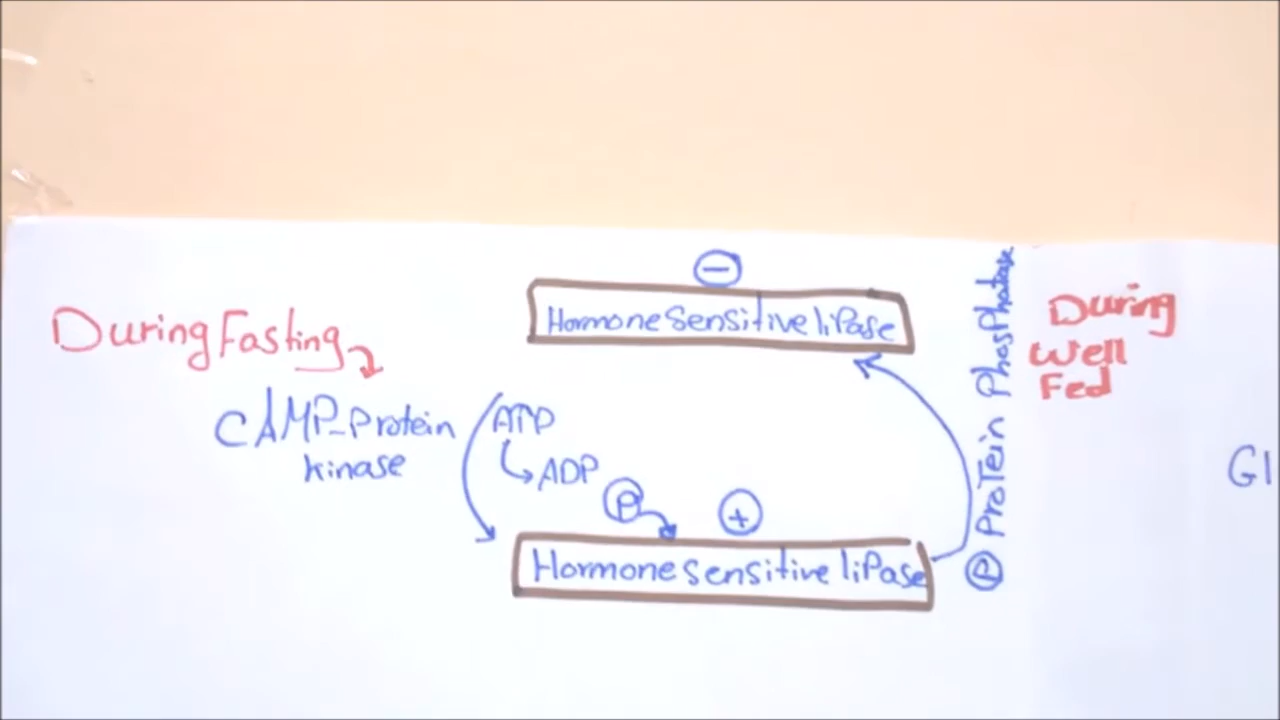 During Fasting
cAMP-Protein
kinase
ATP
ADP
P
−
Hormone sensitive liPase
+
Hormone sensitive liPase
P ProTein PhosPhatase
During
Well
Fed